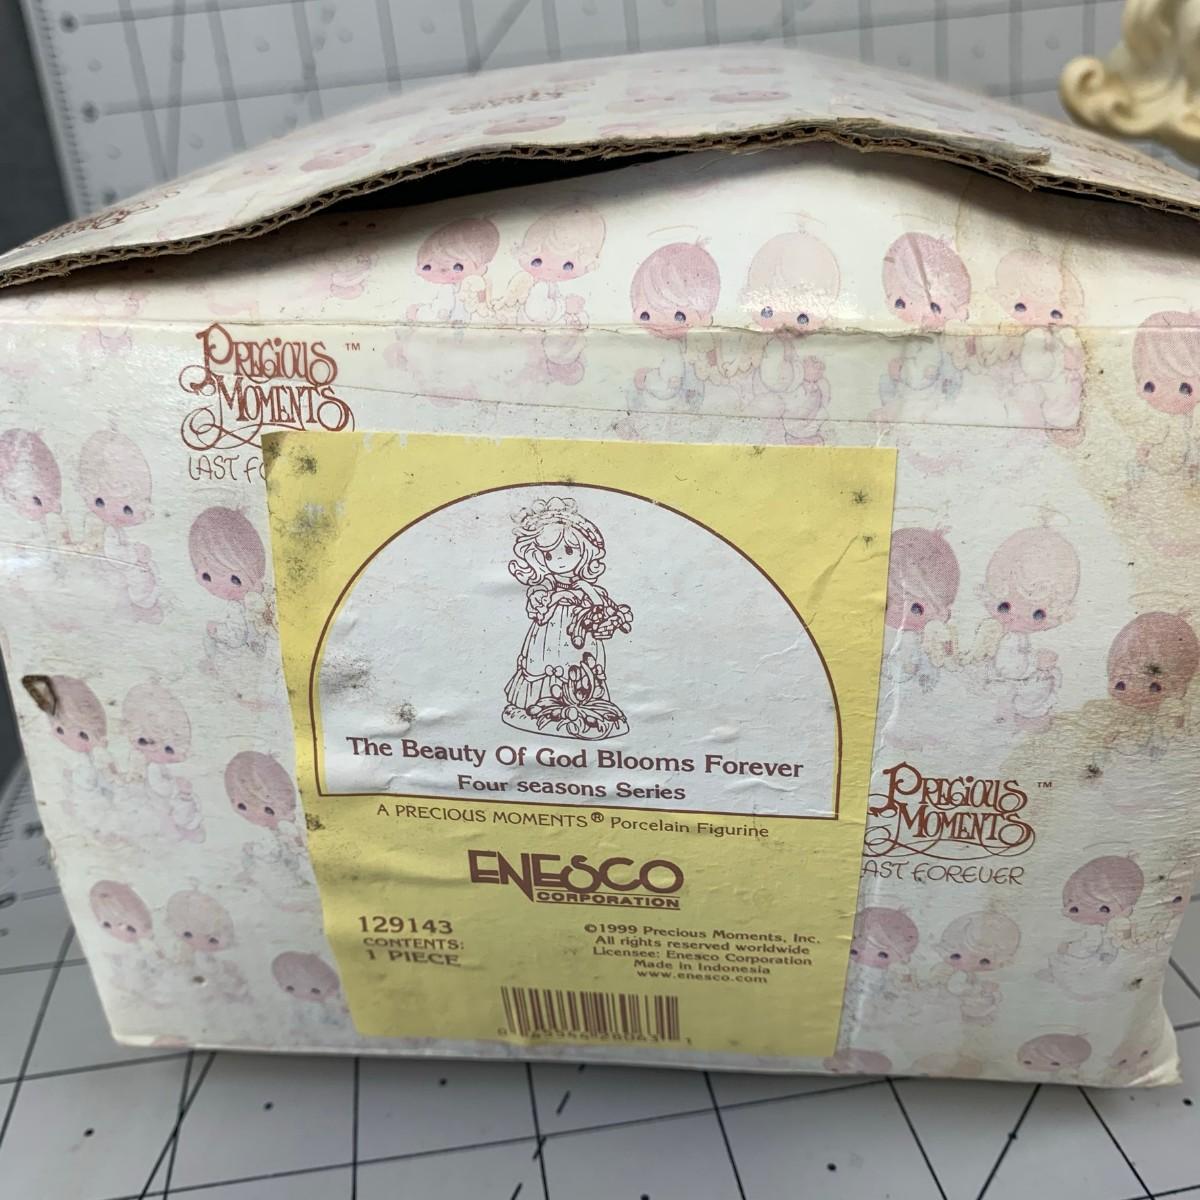 PRECIOUS
MOMENTS™
LAST FO
The Beauty Of God Blooms Forever
Four seasons Series
A PRECIOUS MOMENTS® Porcelain Figurine
ENESCO
CORPORATION
129143
CONTENTS:
1 PIECE
©1999 Precious Moments, Inc.
All rights reserved worldwide
Licensee: Enesco Corporation
Made in Indonesia
www.enesco.com
PRECIOUS
MOMENTS™
AST FOREVER